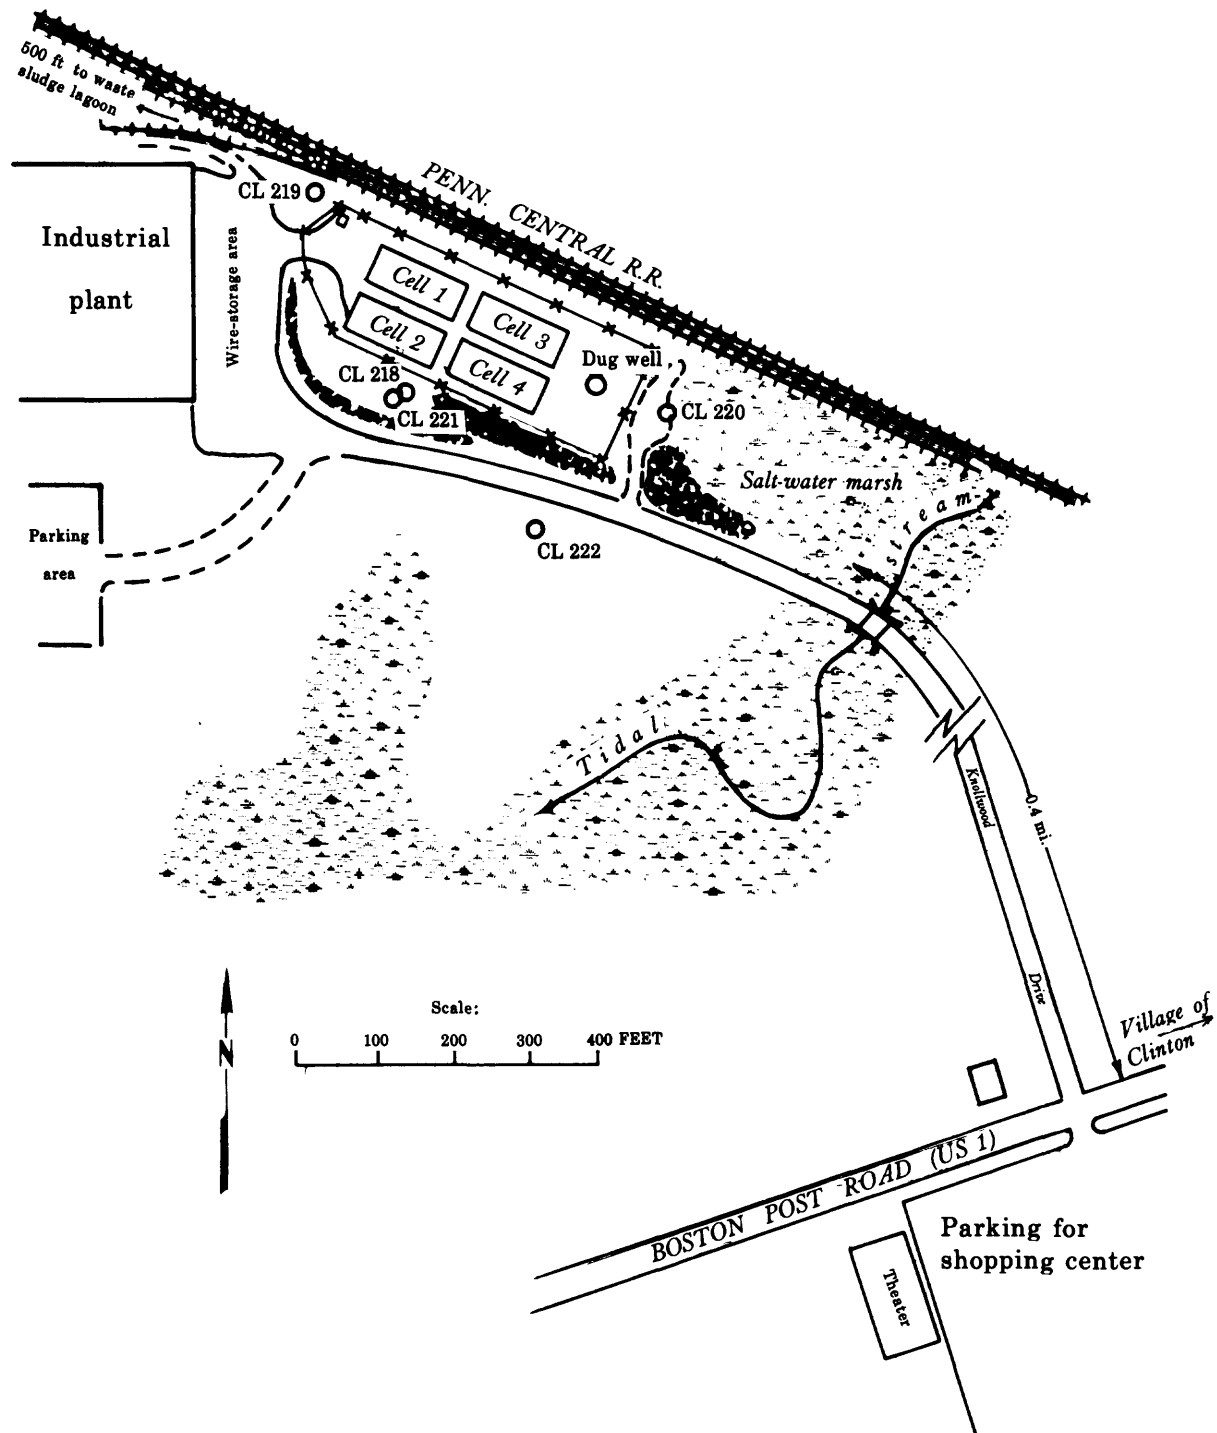 500 ft to waste
sludge lagoon
PENN. CENTRAL R.R.
CL 219
Industrial
plant
Wire-storage area
Cell 1
Cell 2
Cell 3
Cell 4
Dug well
CL 218
CL 221
CL 220
Salt-water marsh
CL 222
Parking
area
Tidal stream
Knollwood Drive
0.4 mi.
N
Scale:
0 100 200 300 400 FEET
Village of
Clinton
BOSTON POST ROAD (US 1)
Parking for
shopping center
Theater